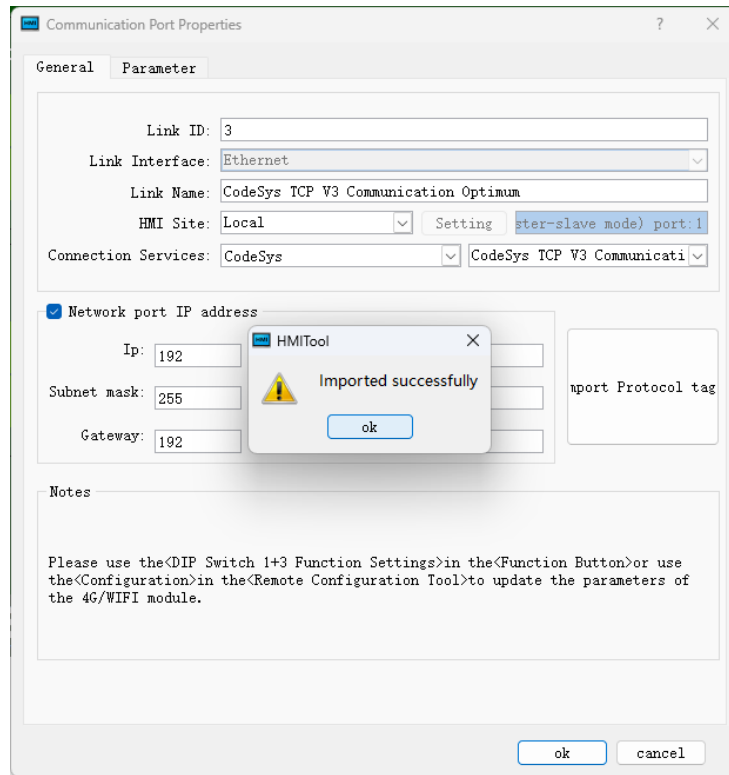 Communication Port Properties
General Parameter
Link ID: 3
Link Interface: Ethernet
Link Name: CodeSys TCP V3 Communication Optimum
HMI Site: Local Setting ster-slave mode) port:1
Connection Services: CodeSys CodeSys TCP V3 Communicati
Network port IP address
Ip: 192
Subnet mask: 255
Gateway: 192
HMI HMITool
Imported successfully
ok
mport Protocol tag
Notes
Please use the<DIP Switch 1+3 Function Settings>in the<Function Button>or use
the<Configuration>in the<Remote Configuration Tool>to update the parameters of
the 4G/WIFI module.
ok cancel